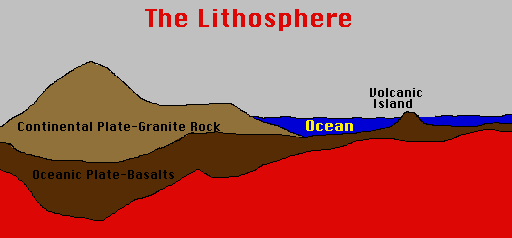 The Lithosphere
Volcanic
Island
Ocean
Continental Plate-Granite Rock
Oceanic Plate-Basalts